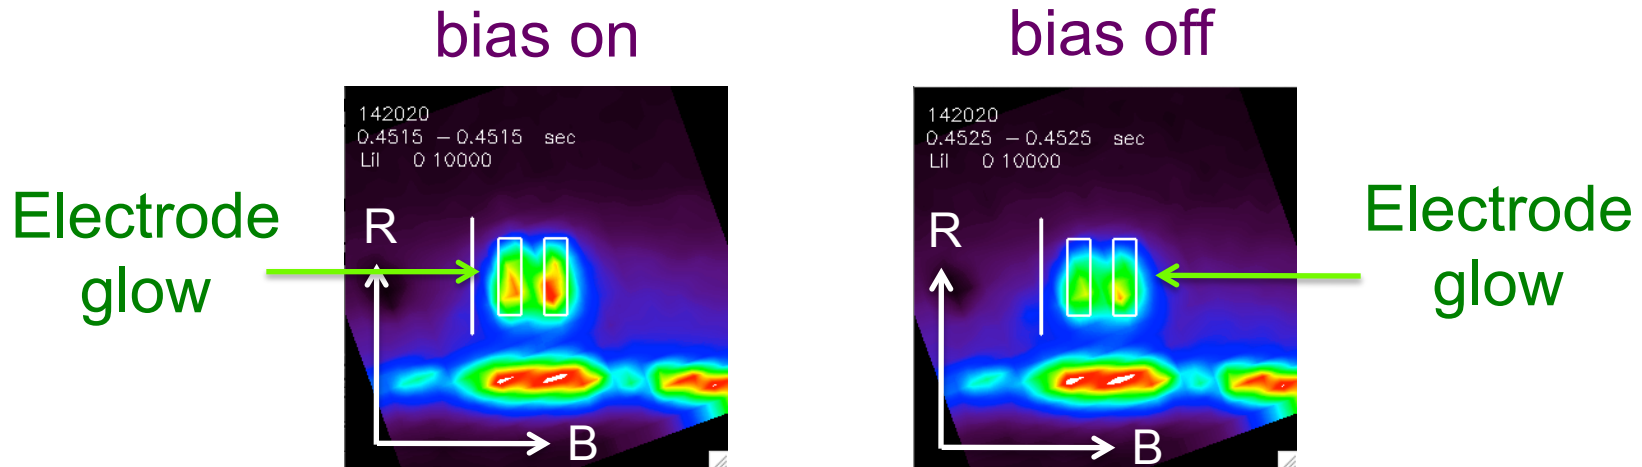 bias on
bias off
142020
0.4515 – 0.4515 sec
LiI 0 10000
142020
0.4525 – 0.4525 sec
LiI 0 10000
Electrode
glow
R
B
R
B
Electrode
glow